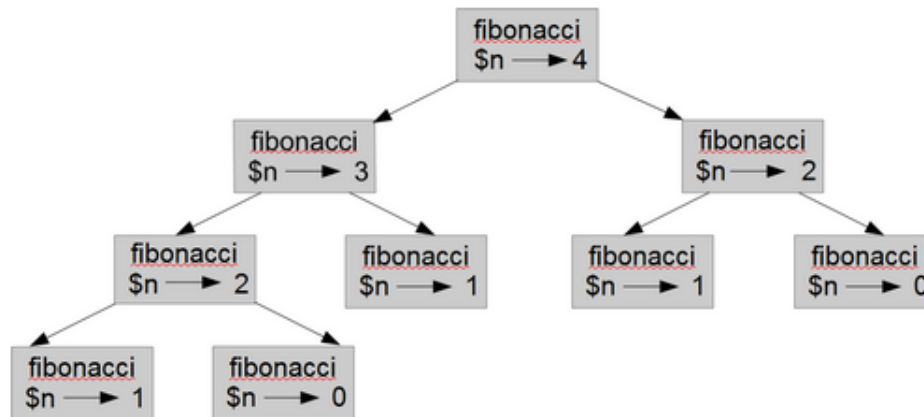 fibonacci
$n → 4
fibonacci
$n → 3
fibonacci
$n → 2
fibonacci
$n → 2
fibonacci
$n → 1
fibonacci
$n → 1
fibonacci
$n → 0
fibonacci
$n → 1
fibonacci
$n → 0